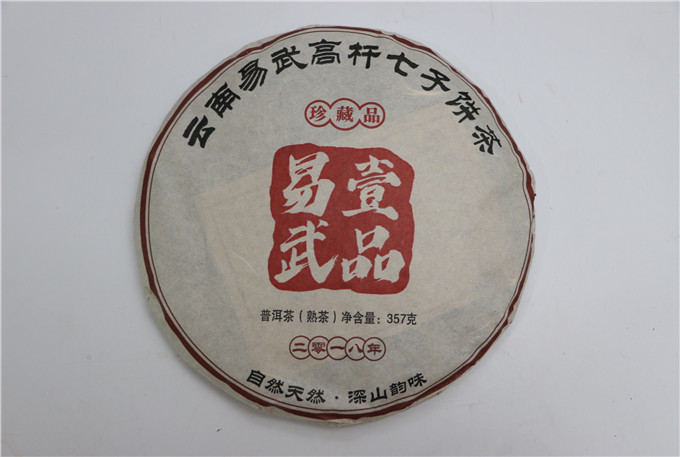 云南易武高杆七子饼茶
珍藏品
易武
壹品
普洱茶（熟茶）净含量：357克
二零一八年
自然天然·深山韵味